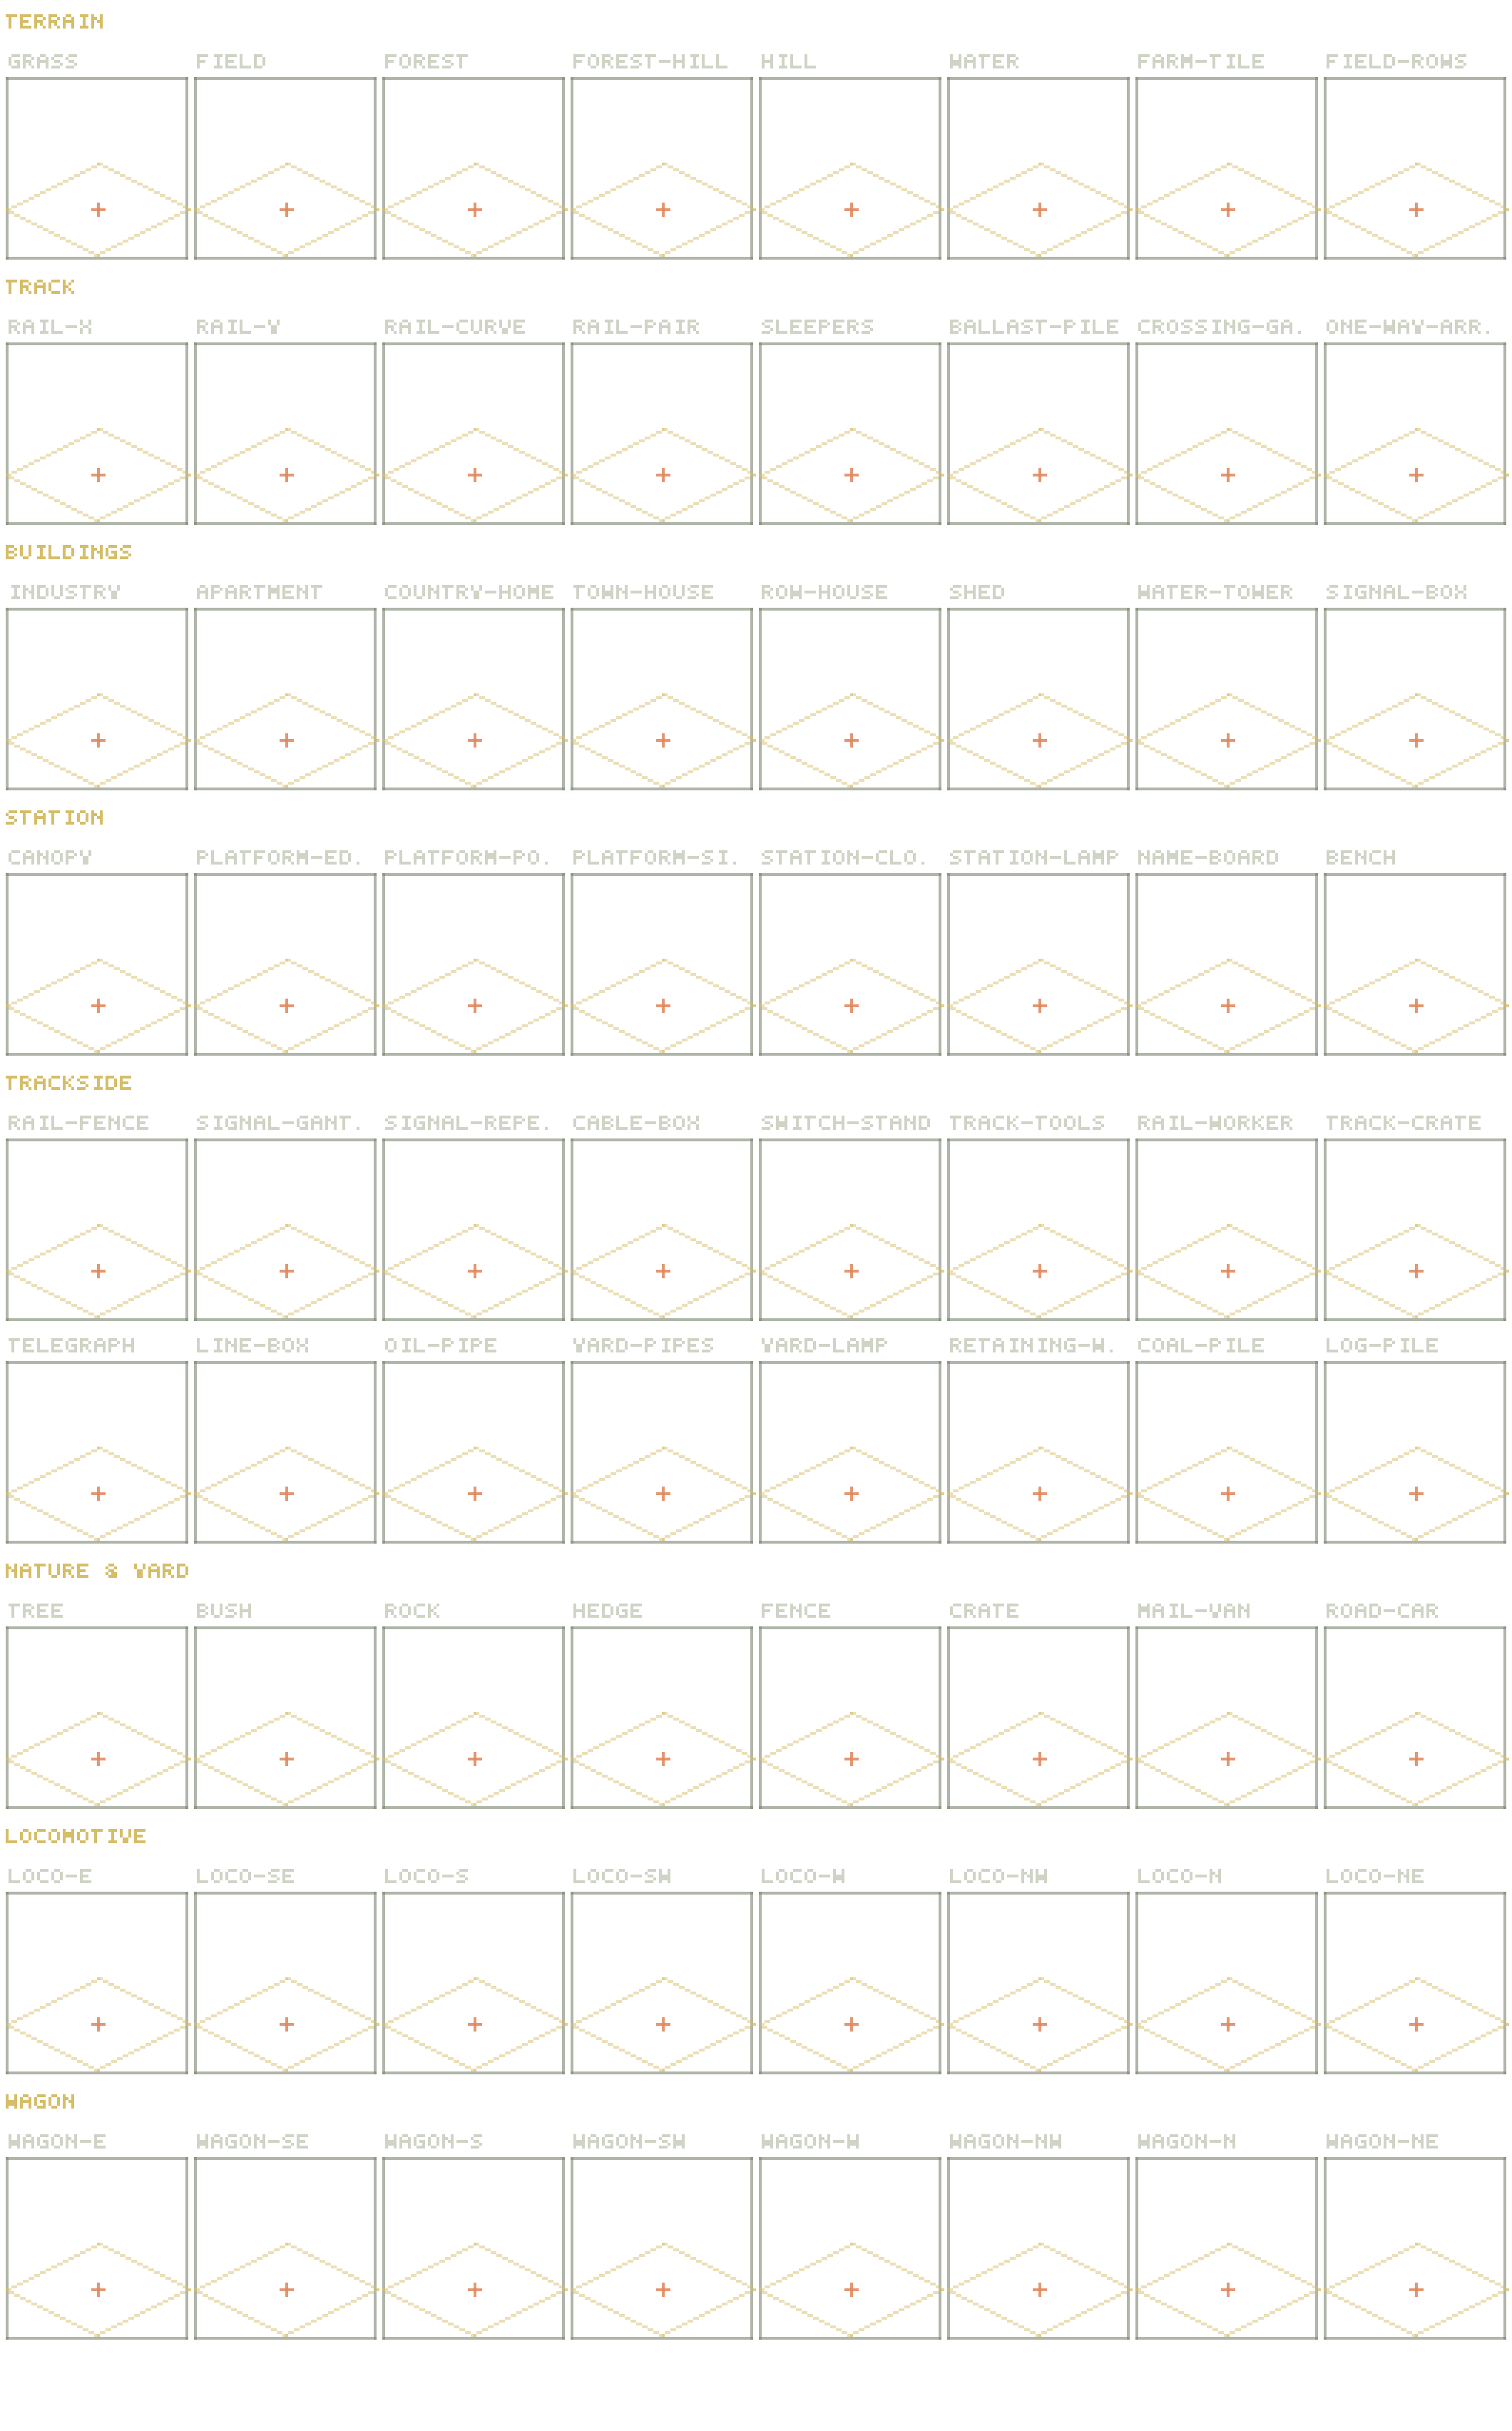 TERRAIN
GRASS FIELD FOREST FOREST-HILL HILL WATER FARM-TILE FIELD-ROWS
TRACK
RAIL-X RAIL-Y RAIL-CURVE RAIL-PAIR SLEEPERS BALLAST-PILE CROSSING-GA. ONE-WAY-ARR.
BUILDINGS
INDUSTRY APARTMENT COUNTRY-HOME TOWN-HOUSE ROW-HOUSE SHED WATER-TOWER SIGNAL-BOX
STATION
CANOPY PLATFORM-ED. PLATFORM-PO. PLATFORM-SI. STATION-CLO. STATION-LAMP NAME-BOARD BENCH
TRACKSIDE
RAIL-FENCE SIGNAL-GANT. SIGNAL-REPE. CABLE-BOX SWITCH-STAND TRACK-TOOLS RAIL-WORKER TRACK-CRATE
TELEGRAPH LINE-BOX OIL-PIPE YARD-PIPES YARD-LAMP RETAINING-W. COAL-PILE LOG-PILE
NATURE & YARD
TREE BUSH ROCK HEDGE FENCE CRATE MAIL-VAN ROAD-CAR
LOCOMOTIVE
LOCO-E LOCO-SE LOCO-S LOCO-SW LOCO-W LOCO-NW LOCO-N LOCO-NE
WAGON
WAGON-E WAGON-SE WAGON-S WAGON-SW WAGON-W WAGON-NW WAGON-N WAGON-NE